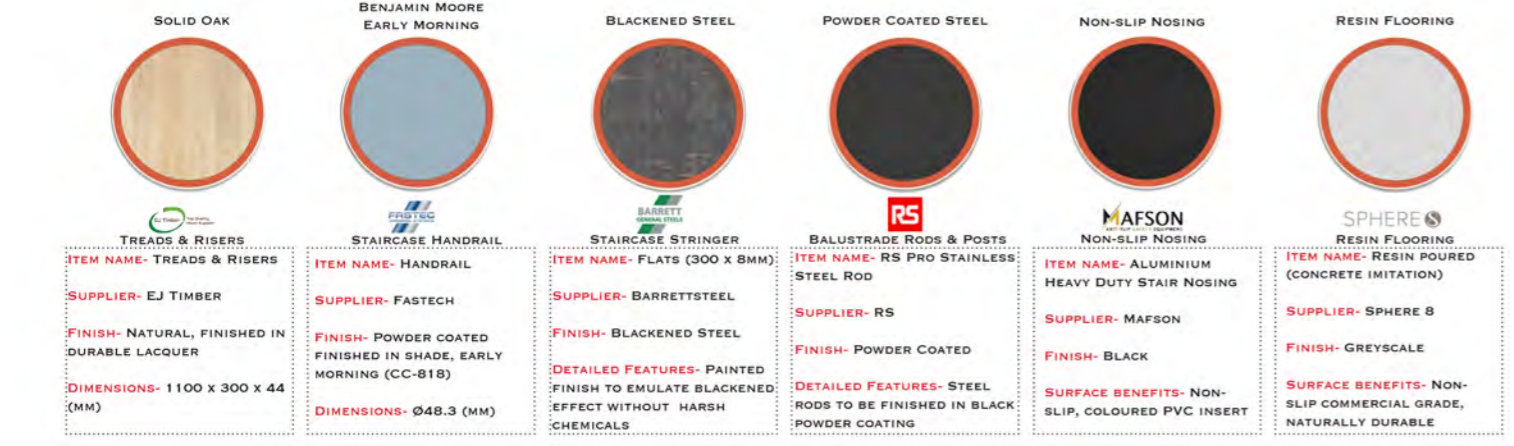 SOLID OAK
EJ Timber
TREADS & RISERS
ITEM NAME- TREADS & RISERS
SUPPLIER- EJ TIMBER
FINISH- NATURAL, FINISHED IN
DURABLE LACQUER
DIMENSIONS- 1100 X 300 X 44
(MM)
BENJAMIN MOORE
EARLY MORNING
FASTEC
STAIRCASE HANDRAIL
ITEM NAME- HANDRAIL
SUPPLIER- FASTECH
FINISH- POWDER COATED
FINISHED IN SHADE, EARLY
MORNING (CC-818)
DIMENSIONS- Ø48.3 (MM)
BLACKENED STEEL
BARRETT
GENERAL STEELS
STAIRCASE STRINGER
ITEM NAME- FLATS (300 X 8MM)
SUPPLIER- BARRETTSTEEL
FINISH- BLACKENED STEEL
DETAILED FEATURES- PAINTED
FINISH TO EMULATE BLACKENED
EFFECT WITHOUT HARSH
CHEMICALS
POWDER COATED STEEL
RS
BALUSTRADE RODS & POSTS
ITEM NAME- RS PRO STAINLESS
STEEL ROD
SUPPLIER- RS
FINISH- POWDER COATED
DETAILED FEATURES- STEEL
RODS TO BE FINISHED IN BLACK
POWDER COATING
NON-SLIP NOSING
MAFSON
ANTI-SLIP SAFETY EQUIPMENT
NON-SLIP NOSING
ITEM NAME- ALUMINIUM
HEAVY DUTY STAIR NOSING
SUPPLIER- MAFSON
FINISH- BLACK
SURFACE BENEFITS- NON-
SLIP, COLOURED PVC INSERT
RESIN FLOORING
SPHERE 8
RESIN FLOORING
ITEM NAME- RESIN POURED
(CONCRETE IMITATION)
SUPPLIER- SPHERE 8
FINISH- GREYSCALE
SURFACE BENEFITS- NON-
SLIP COMMERCIAL GRADE,
NATURALLY DURABLE